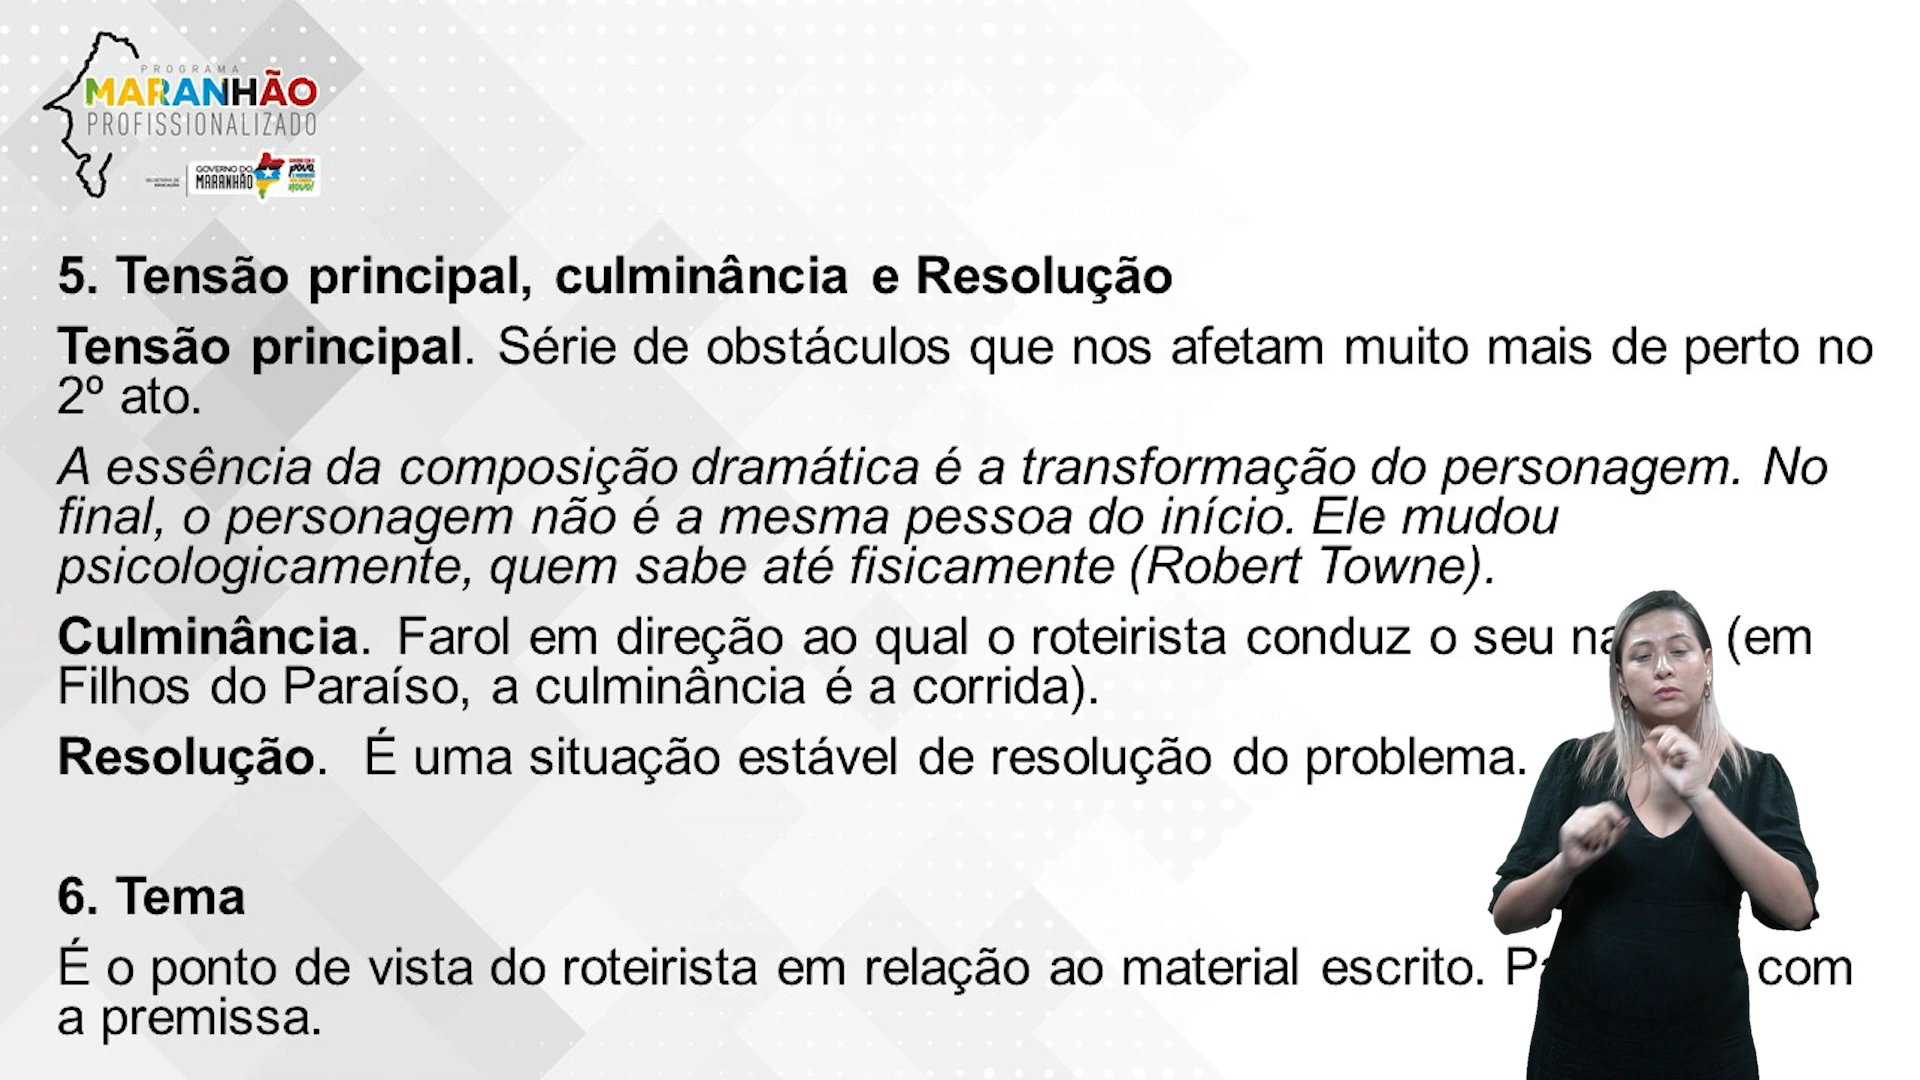 PROGRAMA
MARANHÃO
PROFISSIONALIZADO
GOVERNO DO
MARANHÃO
5. Tensão principal, culminância e Resolução
Tensão principal. Série de obstáculos que nos afetam muito mais de perto no
2º ato.
A essência da composição dramática é a transformação do personagem. No
final, o personagem não é a mesma pessoa do início. Ele mudou
psicologicamente, quem sabe até fisicamente (Robert Towne).
Culminância. Farol em direção ao qual o roteirista conduz o seu (em
Filhos do Paraíso, a culminância é a corrida).
Resolução. É uma situação estável de resolução do problema.
6. Tema
É o ponto de vista do roteirista em relação ao material escrito. com
a premissa.